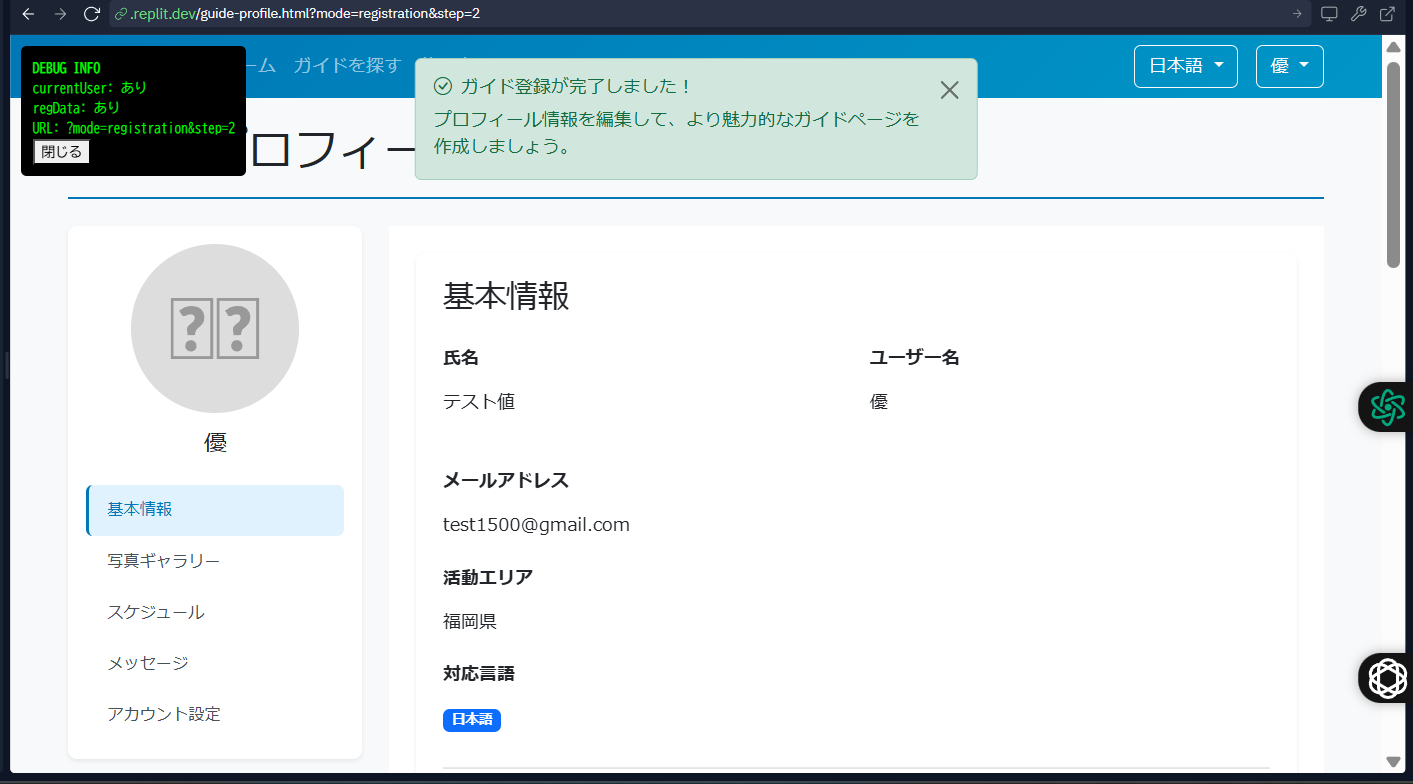 .replit.dev/guide-profile.html?mode=registration&step=2
DEBUG INFO
currentUser: あり
regData: あり
URL: ?mode=registration&step=2
閉じる
ーム ガイドを探す
日本語
優
ガイド登録が完了しました！
プロフィール情報を編集して、より魅力的なガイドページを
作成しましょう。
ロフィー
優
基本情報
写真ギャラリー
スケジュール
メッセージ
アカウント設定
基本情報
氏名
ユーザー名
テスト値
優
メールアドレス
test1500@gmail.com
活動エリア
福岡県
対応言語
日本語